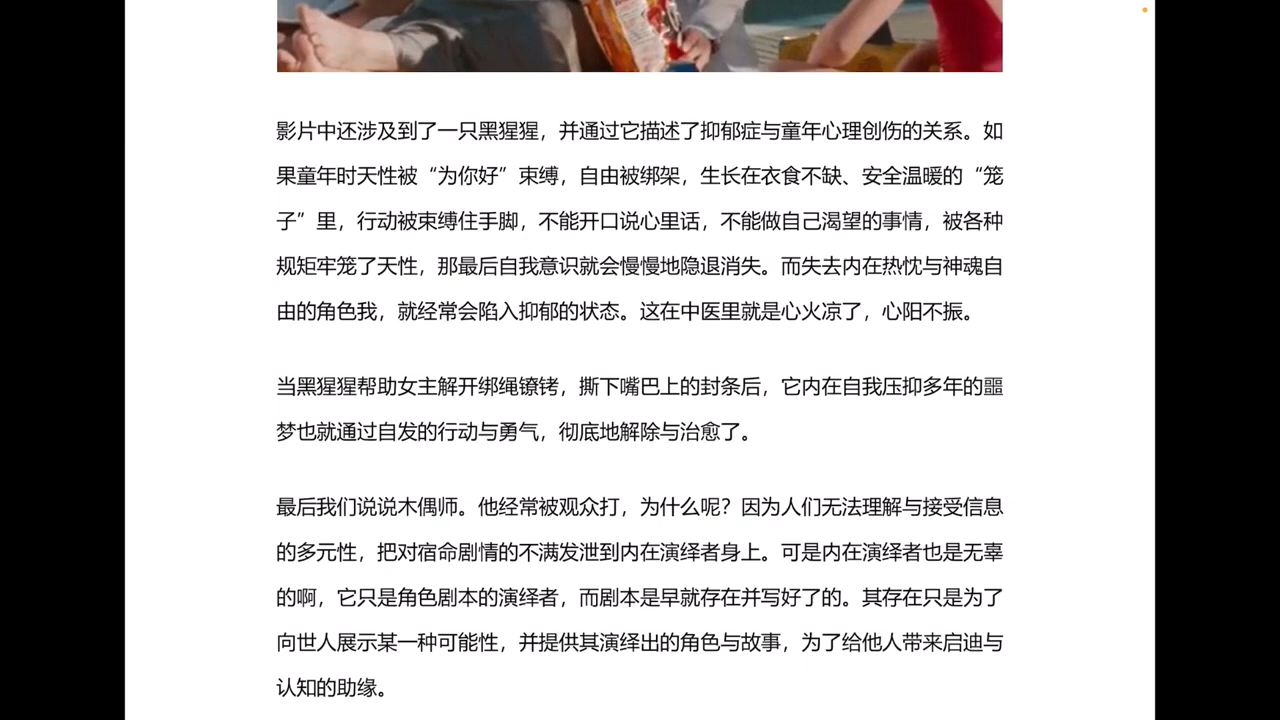 影片中还涉及到了一只黑猩猩，并通过它描述了抑郁症与童年心理创伤的关系。如
果童年时天性被“为你好”束缚，自由被绑架，生长在衣食不缺、安全温暖的“笼
子”里，行动被束缚住手脚，不能开口说心里话，不能做自己渴望的事情，被各种
规矩牢笼了天性，那最后自我意识就会慢慢地隐退消失。而失去内在热忱与神魂自
由的角色我，就经常会陷入抑郁的状态。这在中医里就是心火凉了，心阳不振。
当黑猩猩帮助女主解开绑绳镣铐，撕下嘴巴上的封条后，它内在自我压抑多年的噩
梦也就通过自发的行动与勇气，彻底地解除与治愈了。
最后我们说说木偶师。他经常被观众打，为什么呢？因为人们无法理解与接受信息
的多元性，把对宿命剧情的不满发泄到内在演绎者身上。可是内在演绎者也是无辜
的啊，它只是角色剧本的演绎者，而剧本是早就存在并写好了的。其存在只是为了
向世人展示某一种可能性，并提供其演绎出的角色与故事，为了给他人带来启迪与
认知的助缘。